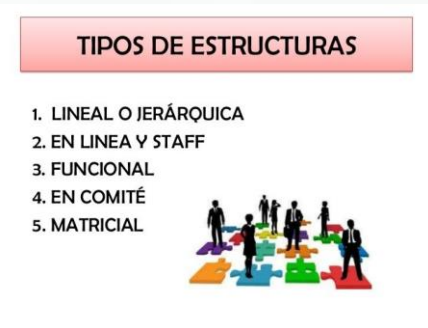 TIPOS DE ESTRUCTURAS
1. LINEAL O JERÁRQUICA
2. EN LINEA Y STAFF
3. FUNCIONAL
4. EN COMITÉ
5. MATRICIAL